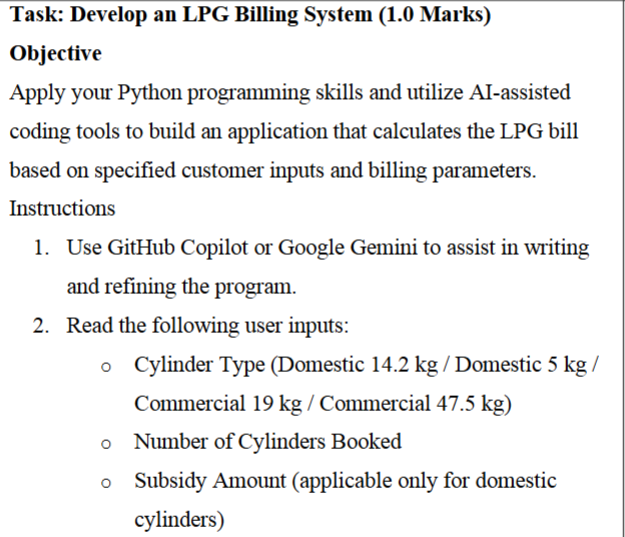 Task: Develop an LPG Billing System (1.0 Marks)
Objective
Apply your Python programming skills and utilize AI-assisted
coding tools to build an application that calculates the LPG bill
based on specified customer inputs and billing parameters.
Instructions
1. Use GitHub Copilot or Google Gemini to assist in writing
and refining the program.
2. Read the following user inputs:
o Cylinder Type (Domestic 14.2 kg / Domestic 5 kg /
Commercial 19 kg / Commercial 47.5 kg)
o Number of Cylinders Booked
o Subsidy Amount (applicable only for domestic
cylinders)